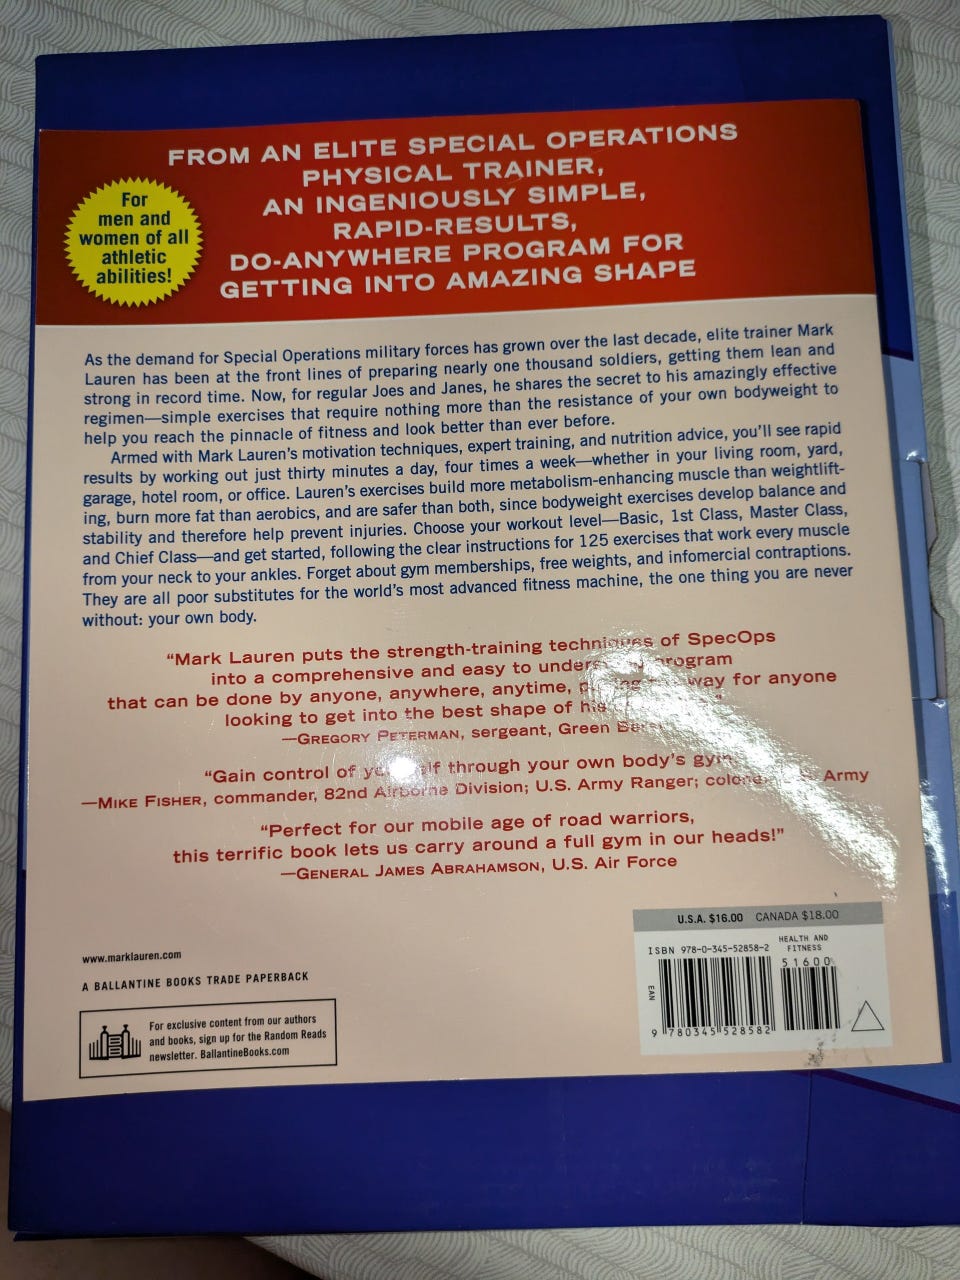 FROM AN ELITE SPECIAL OPERATIONS
PHYSICAL TRAINER,
AN INGENIOUSLY SIMPLE,
RAPID-RESULTS,
DO-ANYWHERE PROGRAM FOR
GETTING INTO AMAZING SHAPE
For
men and
women of all
athletic
abilities!
As the demand for Special Operations military forces has grown over the last decade, elite trainer Mark
Lauren has been at the front lines of preparing nearly one thousand soldiers, getting them lean and
strong in record time. Now, for regular Joes and Janes, he shares the secret to his amazingly effective
regimen—simple exercises that require nothing more than the resistance of your own bodyweight to
help you reach the pinnacle of fitness and look better than ever before.
Armed with Mark Lauren's motivation techniques, expert training, and nutrition advice, you'll see rapid
results by working out just thirty minutes a day, four times a week—whether in your living room, yard,
garage, hotel room, or office. Lauren's exercises build more metabolism-enhancing muscle than weightlift-
ing, burn more fat than aerobics, and are safer than both, since bodyweight exercises develop balance and
stability and therefore help prevent injuries. Choose your workout level—Basic, 1st Class, Master Class,
and Chief Class—and get started, following the clear instructions for 125 exercises that work every muscle
from your neck to your ankles. Forget about gym memberships, free weights, and infomercial contraptions.
They are all poor substitutes for the world's most advanced fitness machine, the one thing you are never
without: your own body.
"Mark Lauren puts the strength-training techniques of SpecOps
into a comprehensive and easy to program
that can be done by anyone, anywhere, anytime, way for anyone
looking to get into the best shape of his
—GREGORY PETERMAN, sergeant, Green
"Gain control of yourself through your own body's
—MIKE FISHER, commander, 82nd Airborne Division; U.S. Army Ranger; Army
"Perfect for our mobile age of road warriors,
this terrific book lets us carry around a full gym in our heads!"
—GENERAL JAMES ABRAHAMSON, U.S. Air Force
www.marklauren.com
A BALLANTINE BOOKS TRADE PAPERBACK
For exclusive content from our authors
and books, sign up for the Random Reads
newsletter. BallantineBooks.com
U.S.A. $16.00 CANADA $18.00
ISBN 978-0-345-52858-2
HEALTH AND
FITNESS
51600
EAN
9 780345 528582